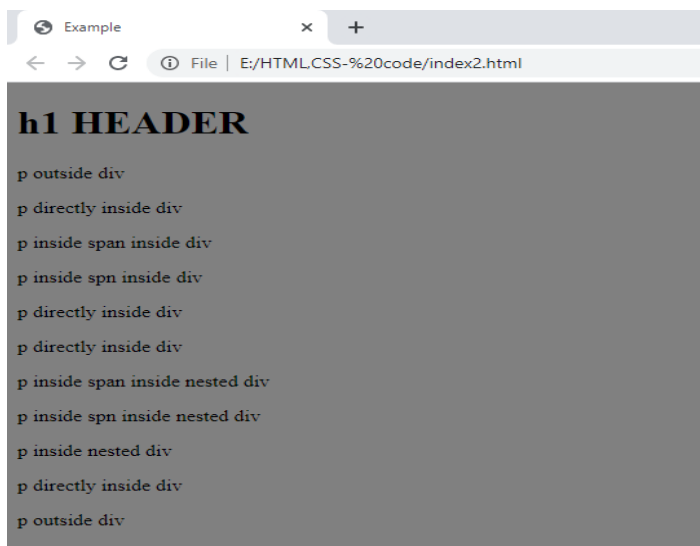 Example
File | E:/HTML,CSS-%20code/index2.html
h1 HEADER
p outside div
p directly inside div
p inside span inside div
p inside spn inside div
p directly inside div
p directly inside div
p inside span inside nested div
p inside spn inside nested div
p inside nested div
p directly inside div
p outside div